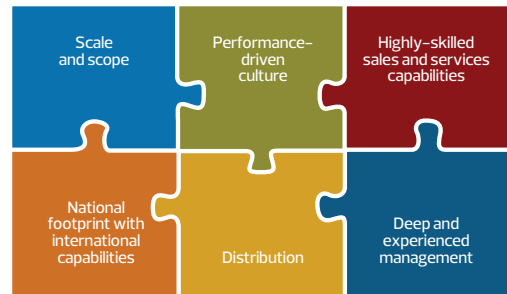 Scale
and scope
Performance-
driven
culture
Highly-skilled
sales and services
capabilities
National
footprint with
international
capabilities
Distribution
Deep and
experienced
management